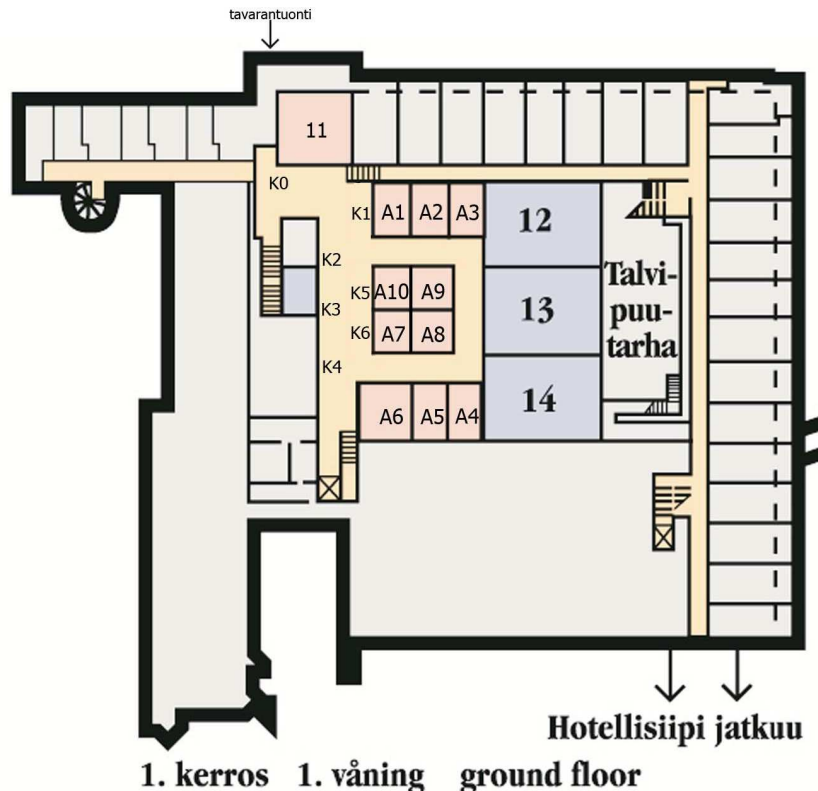 tavarantuonti
11
K0
K1
A1
A2
A3
12
K2
Talvi-
puu-
tarha
K5
A10
A9
K3
13
K6
A7
A8
K4
14
A6
A5
A4
Hotellisiipi jatkuu
1. kerros 1. våning ground floor